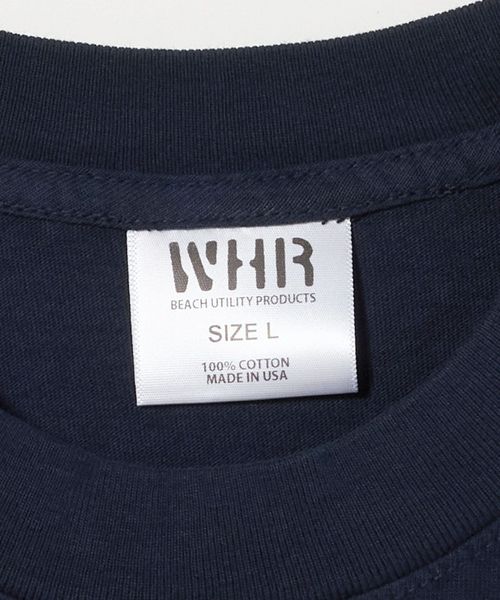 WHR
BEACH UTILITY PRODUCTS
SIZE L
100% COTTON
MADE IN USA